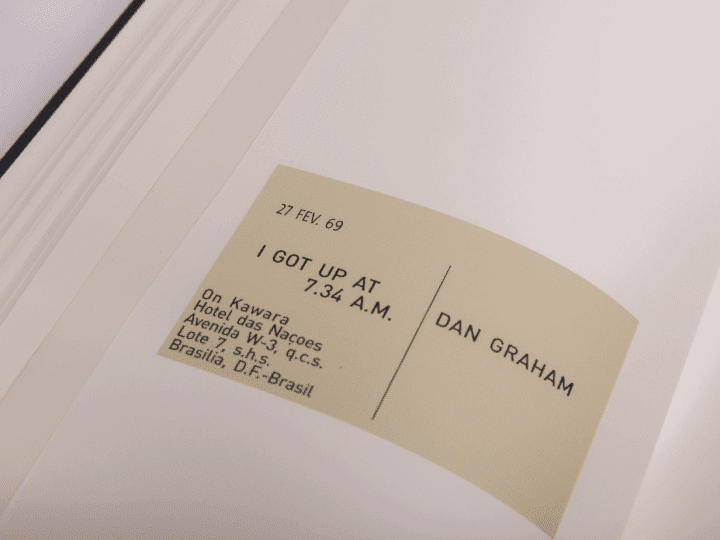 27 FEV. 69
I GOT UP AT
7.34 A.M.
On Kawara
Hotel das Naçoes
Avenida W-3, q.c.s.
Lote 7, s.h.s.
Brasilia, D.F.-Brasil
DAN GRAHAM